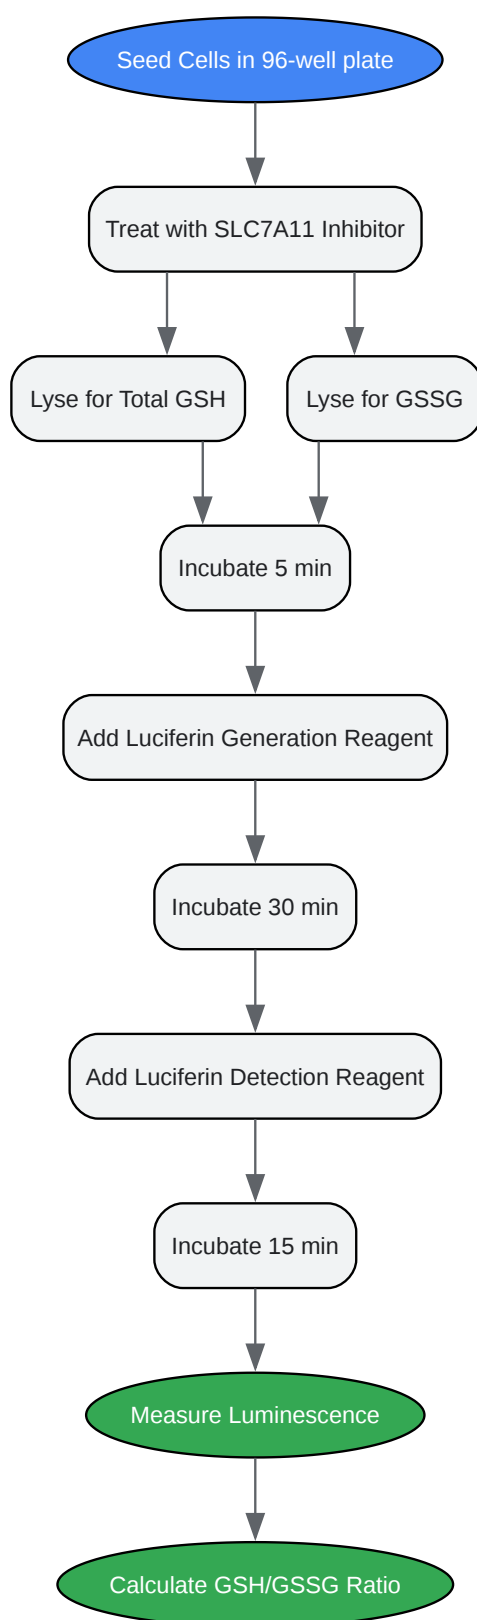 Seed Cells in 96-well plate
Treat with SLC7A11 Inhibitor
Lyse for Total GSH
Lyse for GSSG
Incubate 5 min
Add Luciferin Generation Reagent
Incubate 30 min
Add Luciferin Detection Reagent
Incubate 15 min
Measure Luminescence
Calculate GSH/GSSG Ratio